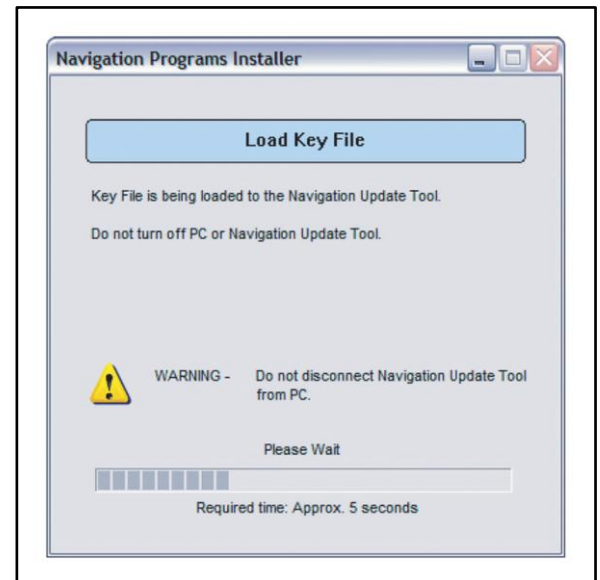 Navigation Programs Installer
Load Key File
Key File is being loaded to the Navigation Update Tool.
Do not turn off PC or Navigation Update Tool.
WARNING - Do not disconnect Navigation Update Tool
from PC.
Please Wait
Required time: Approx. 5 seconds